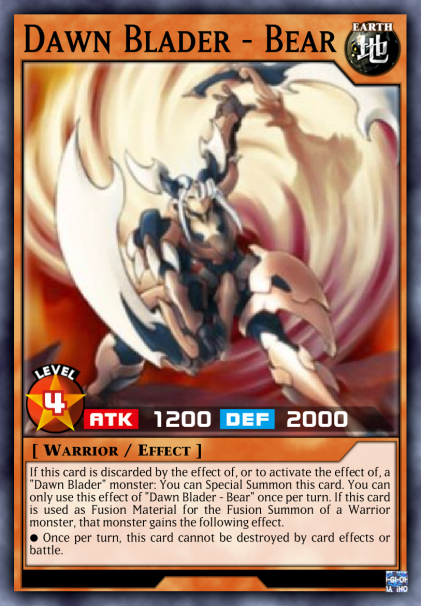 Dawn Blader - Bear
EARTH
地
LEVEL
4
ATK 1200 DEF 2000
[ Warrior / Effect ]
If this card is discarded by the effect of, or to activate the effect of, a
"Dawn Blader" monster: You can Special Summon this card. You can
only use this effect of "Dawn Blader - Bear" once per turn. If this card
is used as Fusion Material for the Fusion Summon of a Warrior
monster, that monster gains the following effect.
● Once per turn, this card cannot be destroyed by card effects or
battle.